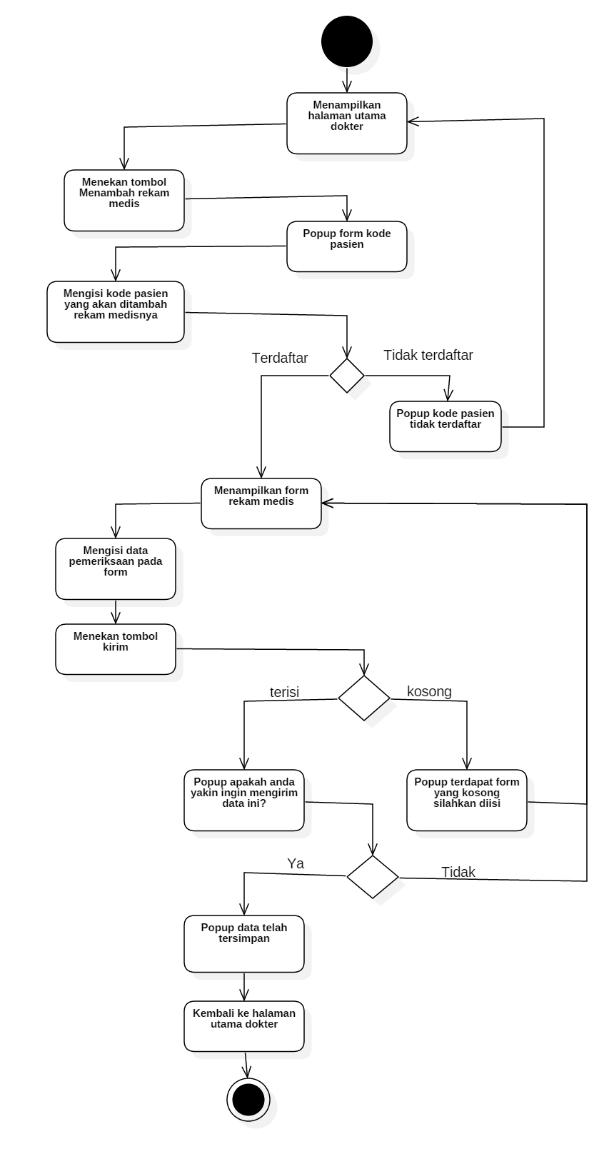 Menampilkan
halaman utama
dokter
Menekan tombol
Menambah rekam
medis
Popup form kode
pasien
Mengisi kode pasien
yang akan ditambah
rekam medisnya
Terdaftar
Tidak terdaftar
Popup kode pasien
tidak terdaftar
Menampilkan form
rekam medis
Mengisi data
pemeriksaan pada
form
Menekan tombol
kirim
terisi
kosong
Popup apakah anda
yakin ingin mengirim
data ini?
Popup terdapat form
yang kosong
silahkan diisi
Ya
Tidak
Popup data telah
tersimpan
Kembali ke halaman
utama dokter